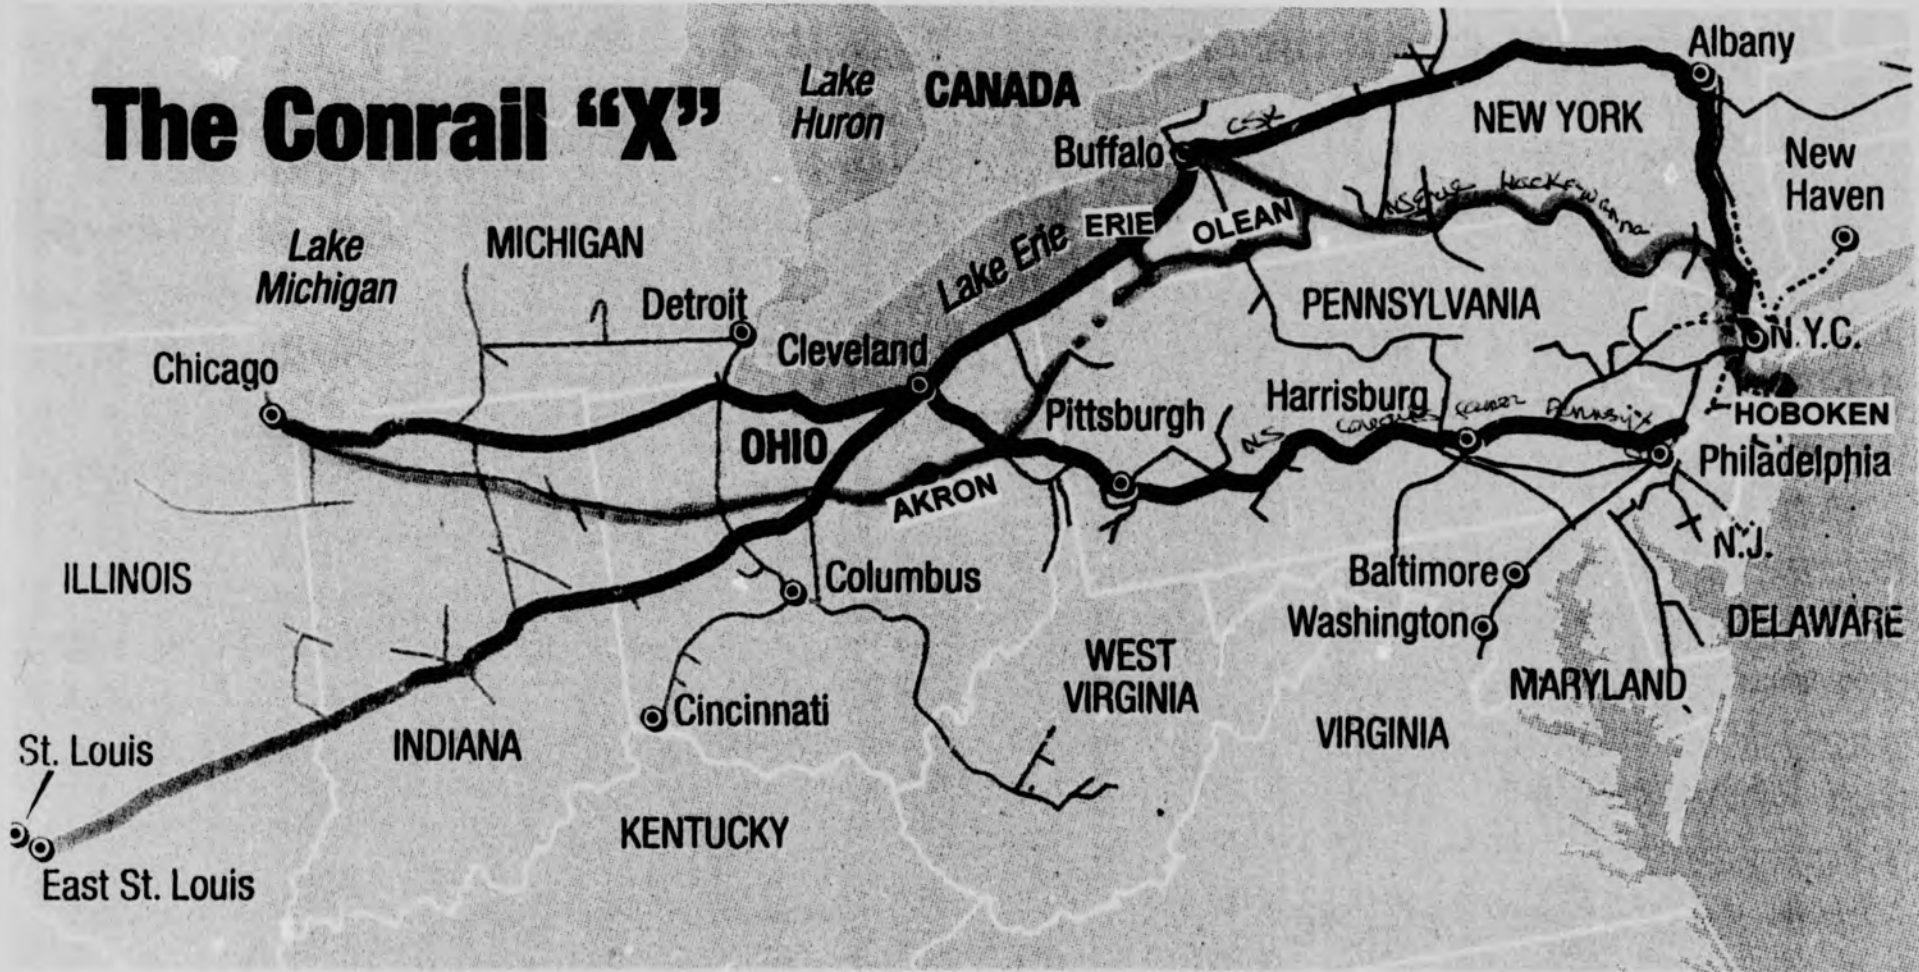 The Conrail “X”
Lake
Huron
CANADA
Albany
NEW YORK
CSX
Buffalo
New
Haven
ERIE
OLEAN
Lake Erie
Lake
Michigan
MICHIGAN
Detroit
PENNSYLVANIA
N.Y.C.
Cleveland
Chicago
Harrisburg
Pittsburgh
HOBOKEN
OHIO
NS
AKRON
Philadelphia
N.J.
Baltimore
ILLINOIS
Columbus
Washington
DELAWARE
WEST
VIRGINIA
MARYLAND
Cincinnati
VIRGINIA
INDIANA
St. Louis
KENTUCKY
East St. Louis